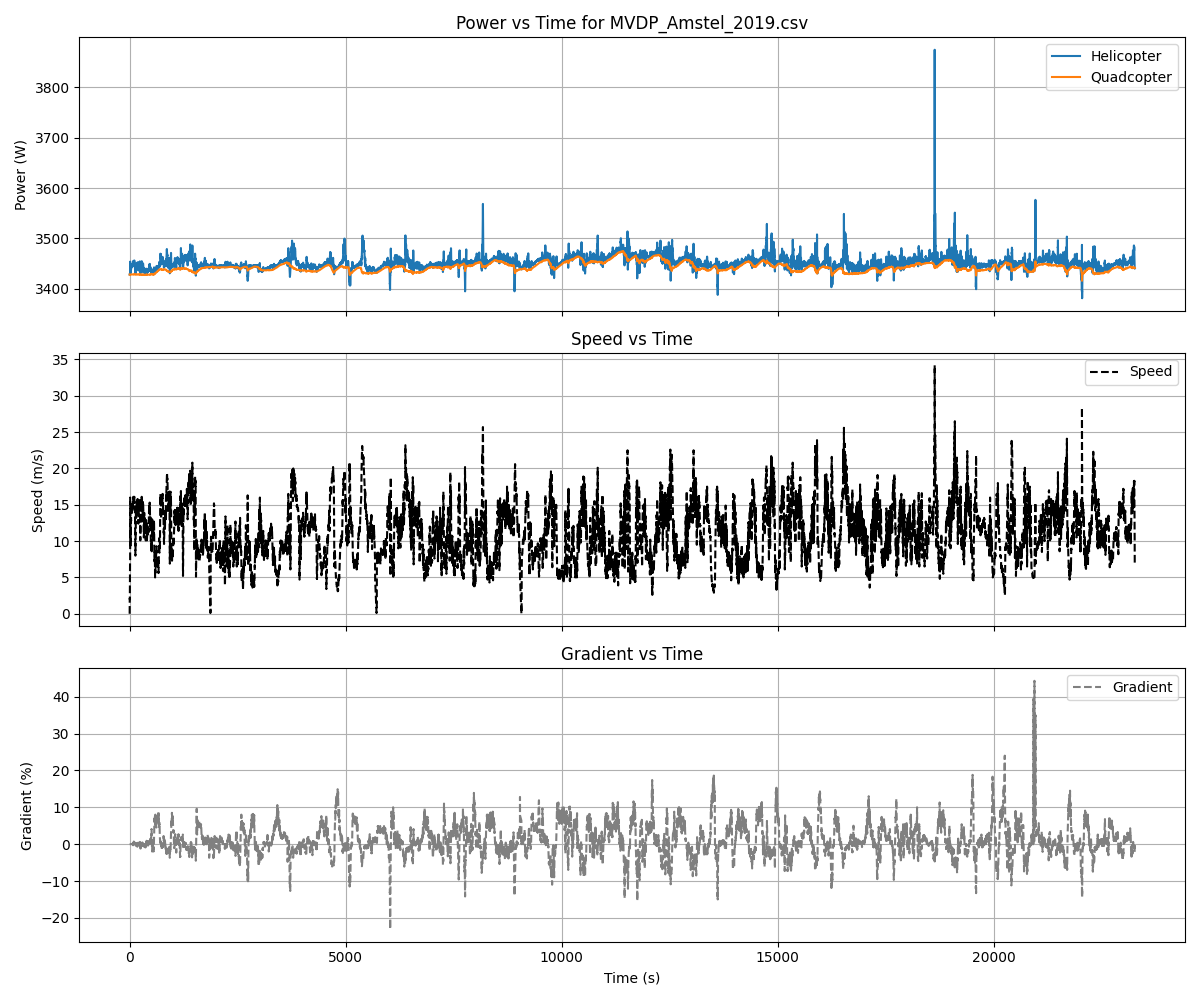 Power vs Time for MVDP_Amstel_2019.csv
Power (W)
3800
3700
3600
3500
3400
Helicopter
Quadcopter
Speed vs Time
Speed (m/s)
35
30
25
20
15
10
5
0
Speed
Gradient vs Time
Gradient (%)
40
30
20
10
0
−10
−20
Gradient
0 5000 10000 15000 20000
Time (s)